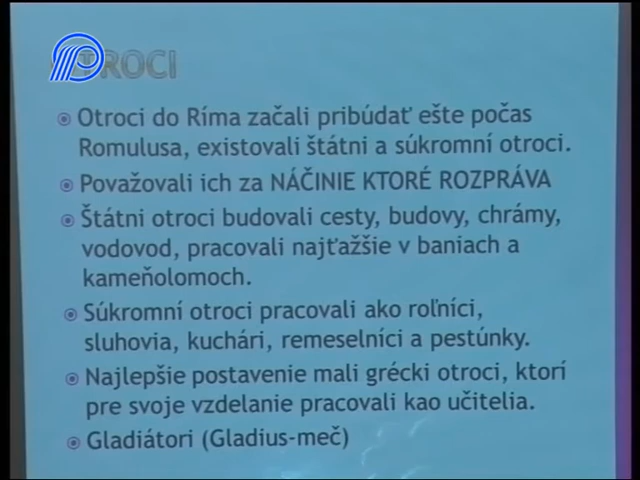 OTROCI
Otroci do Ríma začali pribúdať ešte počas
Romulusa, existovali štátni a súkromní otroci.
Považovali ich za NÁČINIE KTORÉ ROZPRÁVA
Štátni otroci budovali cesty, budovy, chrámy,
vodovod, pracovali najťažšie v baniach a
kameňolomoch.
Súkromní otroci pracovali ako roľníci,
sluhovia, kuchári, remeselníci a pestúnky.
Najlepšie postavenie mali grécki otroci, ktorí
pre svoje vzdelanie pracovali kao učitelia.
Gladiátori (Gladius-meč)